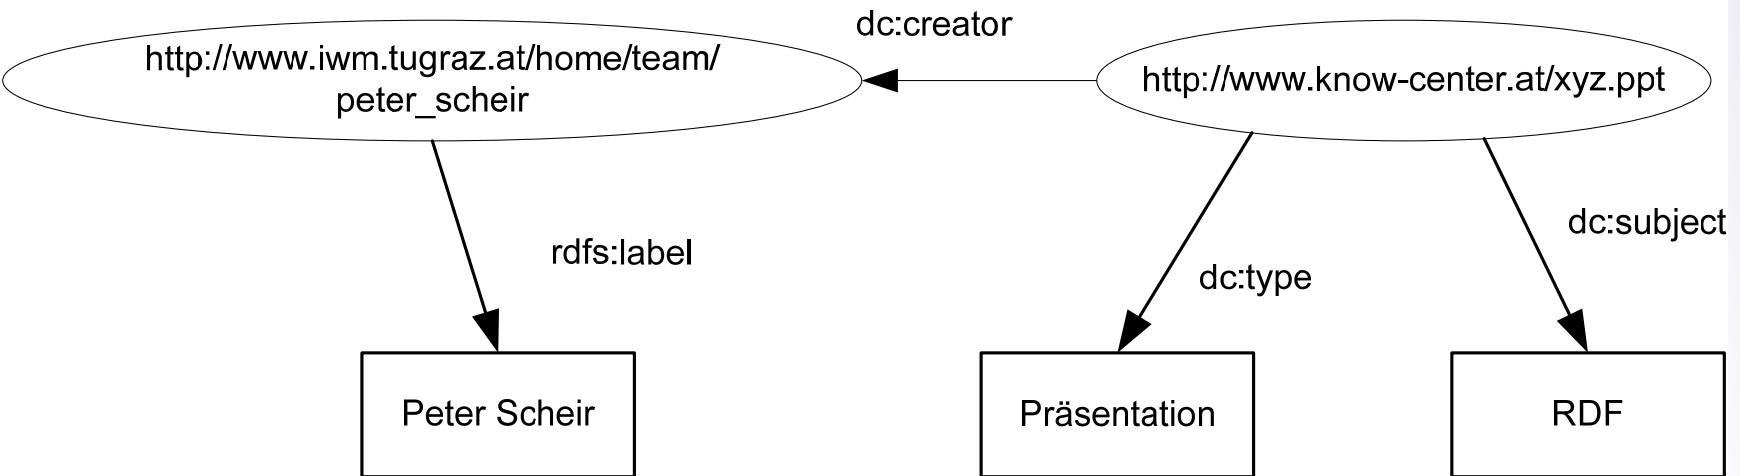 dc:creator
http://www.iwm.tugraz.at/home/team/
peter_scheir
http://www.know-center.at/xyz.ppt
rdfs:label
dc:type
dc:subject
Peter Scheir
Präsentation
RDF